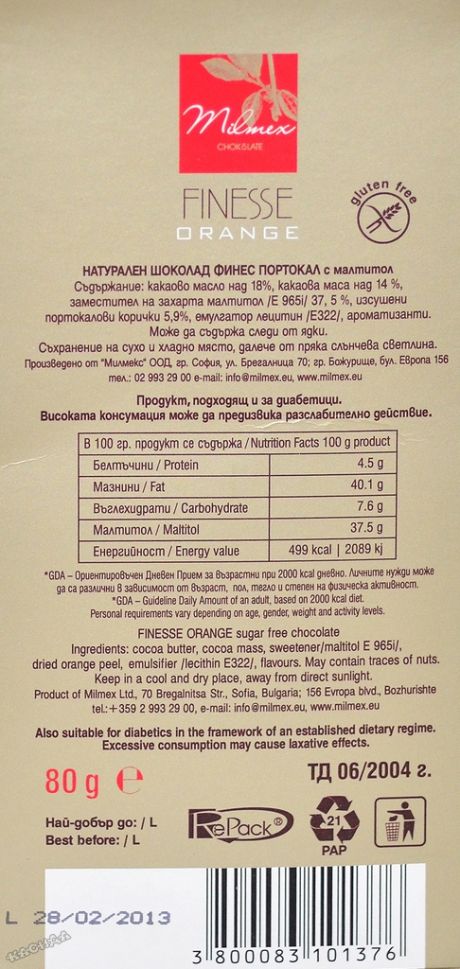 Milmex
CHOKOLATE
FINESSE
ORANGE
gluten free
НАТУРАЛЕН ШОКОЛАД ФИНЕС ПОРТОКАЛ с малтитол
Съдържание: какаово масло над 18%, какаова маса над 14 %,
заместител на захарта малтитол /Е 965i/ 37, 5 %, изсушени
портокалови корички 5,9%, емулгатор лецитин /E322/, ароматизанти.
Може да съдържа следи от ядки.
Съхранение на сухо и хладно място, далече от пряка слънчева светлина.
Произведено от "Милмекс" ООД, гр. София, ул. Брегалница 70; гр. Божурище, бул. Европа 156
тел.: 02 993 29 00 e-mail: info@milmex.eu, www.milmex.eu
Продукт, подходящ и за диабетици.
Високата консумация може да предизвика разслабително действие.
В 100 гр. продукт се съдържа / Nutrition Facts 100 g product
Белтъчини / Protein 4.5 g
Мазнини / Fat 40.1 g
Въглехидрати / Carbohydrate 7.6 g
Малтитол / Maltitol 37.5 g
Енергийност / Energy value 499 kcal | 2089 kj
*GDA – Ориентировъчен Дневен Прием за възрастни при 2000 kcal дневно. Личните нужди може
да са различни в зависимост от възраст, пол, тегло и степен на физическа активност.
*GDA – Guideline Daily Amount of an adult, based on 2000 kcal diet.
Personal requirements vary depending on age, gender, weight and activity levels.
FINESSE ORANGE sugar free chocolate
Ingredients: cocoa butter, cocoa mass, sweetener/maltitol E 965i/,
dried orange peel, emulsifier /lecithin E322/, flavours. May contain traces of nuts.
Keep in a cool and dry place, away from direct sunlight.
Product of Milmex Ltd., 70 Bregalnitsa Str., Sofia, Bulgaria; 156 Evropa blvd., Bozhurishte
tel.:+359 2 993 29 00, e-mail: info@milmex.eu, www.milmex.eu
Also suitable for diabetics in the framework of an established dietary regime.
Excessive consumption may cause laxative effects.
80 g ℮
ТД 06/2004 г.
Най-добър до: / L
Best before: / L
RePack®
21
PAP
L 28/02/2013
3 800083 101376